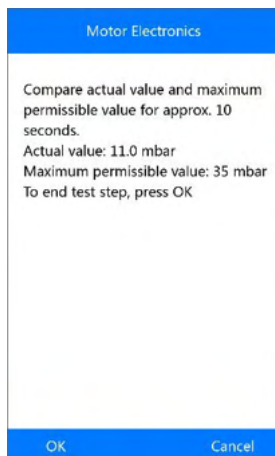 Motor Electronics
Compare actual value and maximum
permissible value for approx. 10
seconds.
Actual value: 11.0 mbar
Maximum permissible value: 35 mbar
To end test step, press OK
OK
Cancel